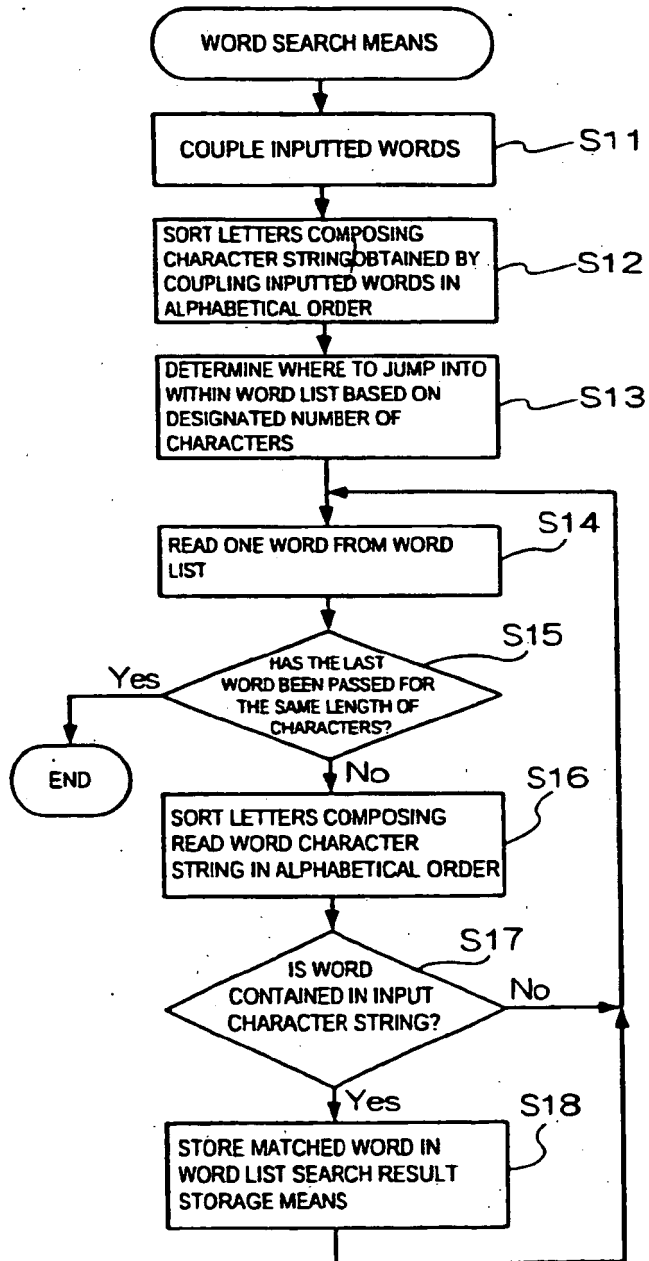 WORD SEARCH MEANS
COUPLE INPUTTED WORDS
S11
SORT LETTERS COMPOSING
CHARACTER STRINGOBTAINED BY
COUPLING INPUTTED WORDS IN
ALPHABETICAL ORDER
S12
DETERMINE WHERE TO JUMP INTO
WITHIN WORD LIST BASED ON
DESIGNATED NUMBER OF
CHARACTERS
S13
READ ONE WORD FROM WORD
LIST
S14
HAS THE LAST
WORD BEEN PASSED FOR
THE SAME LENGTH OF
CHARACTERS?
S15
Yes
END
No
SORT LETTERS COMPOSING
READ WORD CHARACTER
STRING IN ALPHABETICAL ORDER
S16
IS WORD
CONTAINED IN INPUT
CHARACTER STRING?
S17
No
Yes
STORE MATCHED WORD IN
WORD LIST SEARCH RESULT
STORAGE MEANS
S18